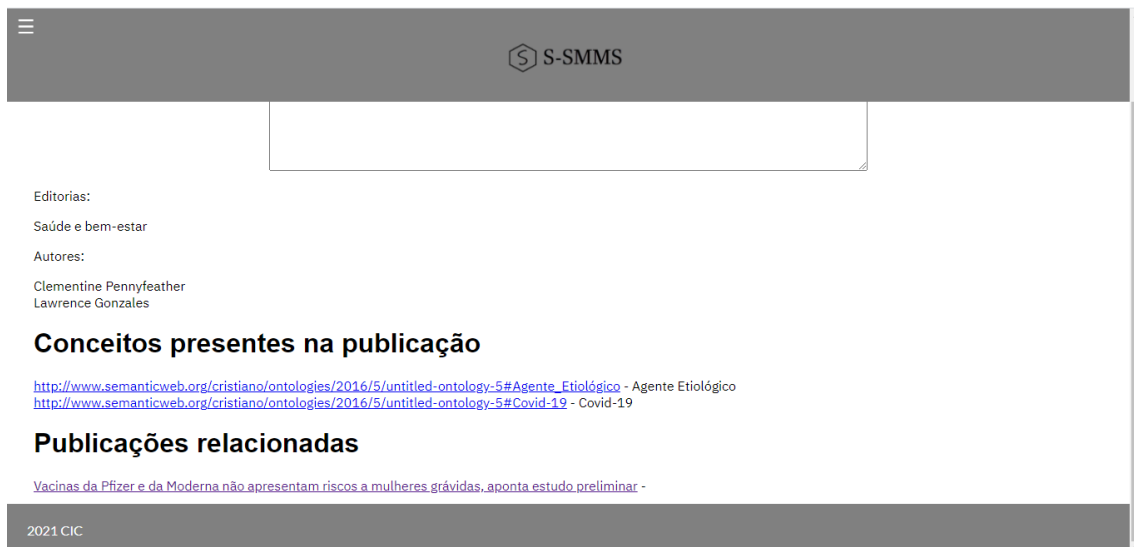 ☰
S-SMMS
Editorias:
Saúde e bem-estar
Autores:
Clementine Pennyfeather
Lawrence Gonzales
Conceitos presentes na publicação
http://www.semanticweb.org/cristiano/ontologies/2016/5/untitled-ontology-5#Agente_Etiológico - Agente Etiológico
http://www.semanticweb.org/cristiano/ontologies/2016/5/untitled-ontology-5#Covid-19 - Covid-19
Publicações relacionadas
Vacinas da Pfizer e da Moderna não apresentam riscos a mulheres grávidas, aponta estudo preliminar -
2021 CIC